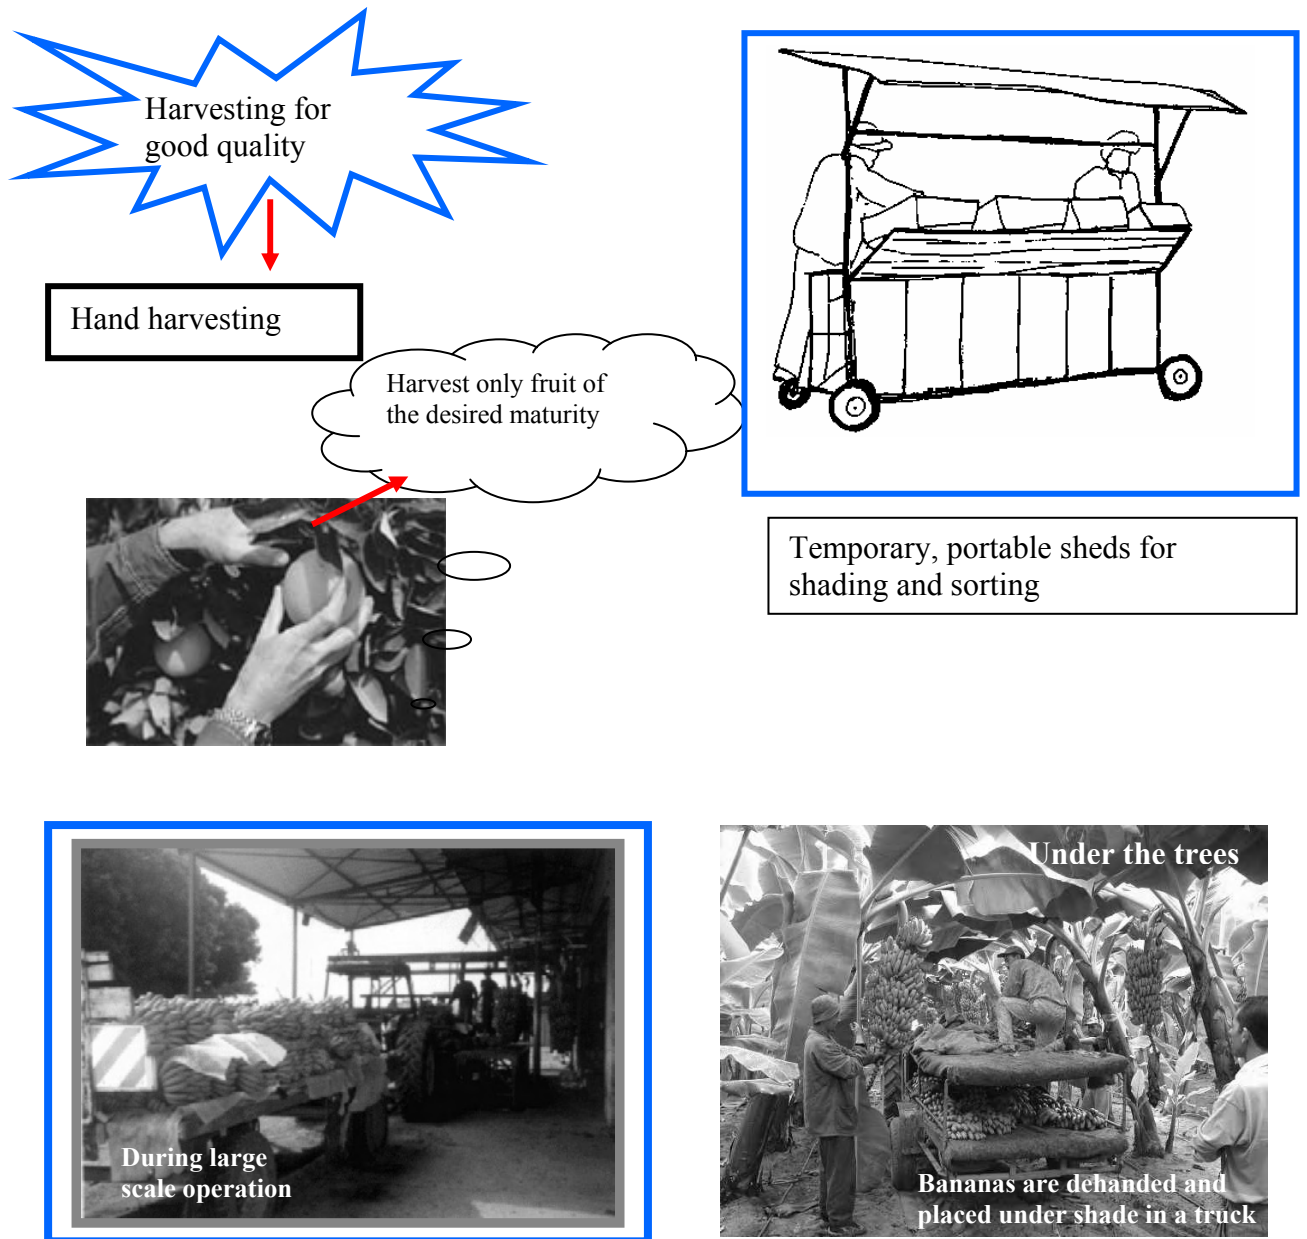 Harvesting for
good quality
Hand harvesting
Harvest only fruit of
the desired maturity
Temporary, portable sheds for
shading and sorting
During large
scale operation
Under the trees
Bananas are dehanded and
placed under shade in a truck